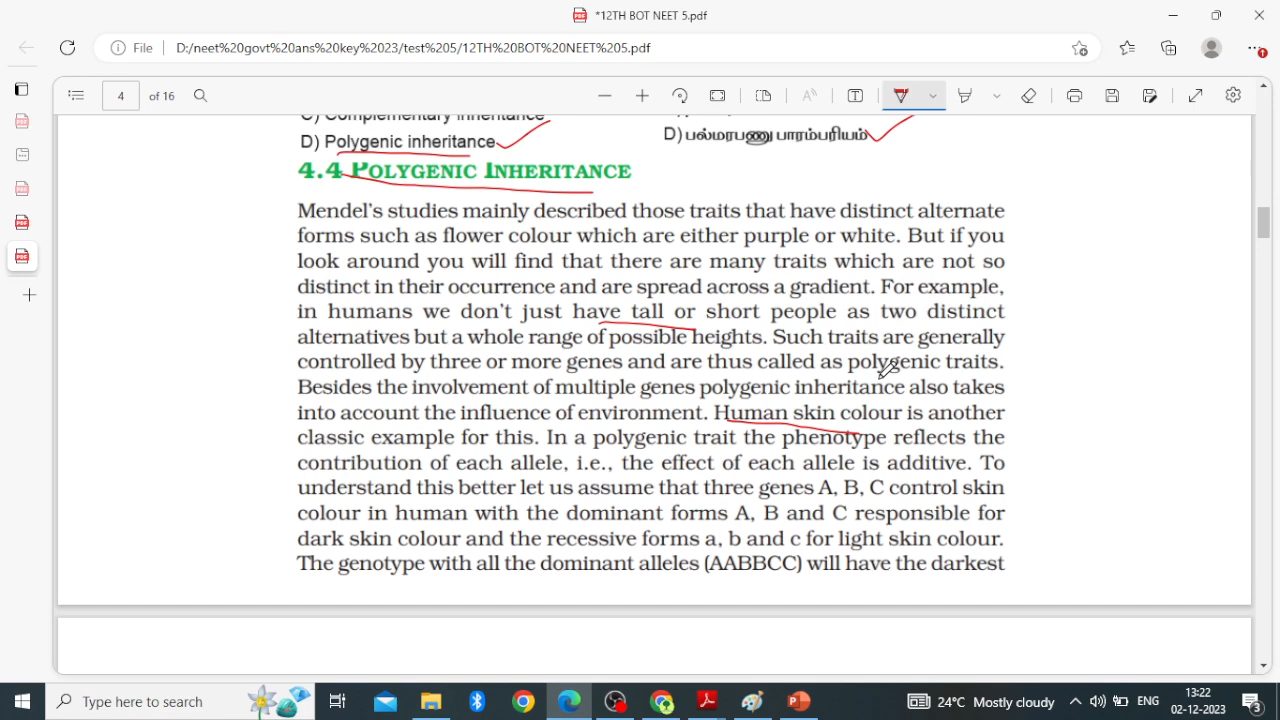 *12TH BOT NEET 5.pdf
File
D:/neet%20govt%20ans%20key%202023/test%205/12TH%20BOT%20NEET%205.pdf
4 of 16
C) Complementary inheritance
D) Polygenic inheritance
D) பல்மரபணு பாரம்பரியம்
4.4 POLYGENIC INHERITANCE
Mendel's studies mainly described those traits that have distinct alternate
forms such as flower colour which are either purple or white. But if you
look around you will find that there are many traits which are not so
distinct in their occurrence and are spread across a gradient. For example,
in humans we don't just have tall or short people as two distinct
alternatives but a whole range of possible heights. Such traits are generally
controlled by three or more genes and are thus called as polygenic traits.
Besides the involvement of multiple genes polygenic inheritance also takes
into account the influence of environment. Human skin colour is another
classic example for this. In a polygenic trait the phenotype reflects the
contribution of each allele, i.e., the effect of each allele is additive. To
understand this better let us assume that three genes A, B, C control skin
colour in human with the dominant forms A, B and C responsible for
dark skin colour and the recessive forms a, b and c for light skin colour.
The genotype with all the dominant alleles (AABBCC) will have the darkest
Type here to search
24°C Mostly cloudy
ENG
13:22
02-12-2023
3